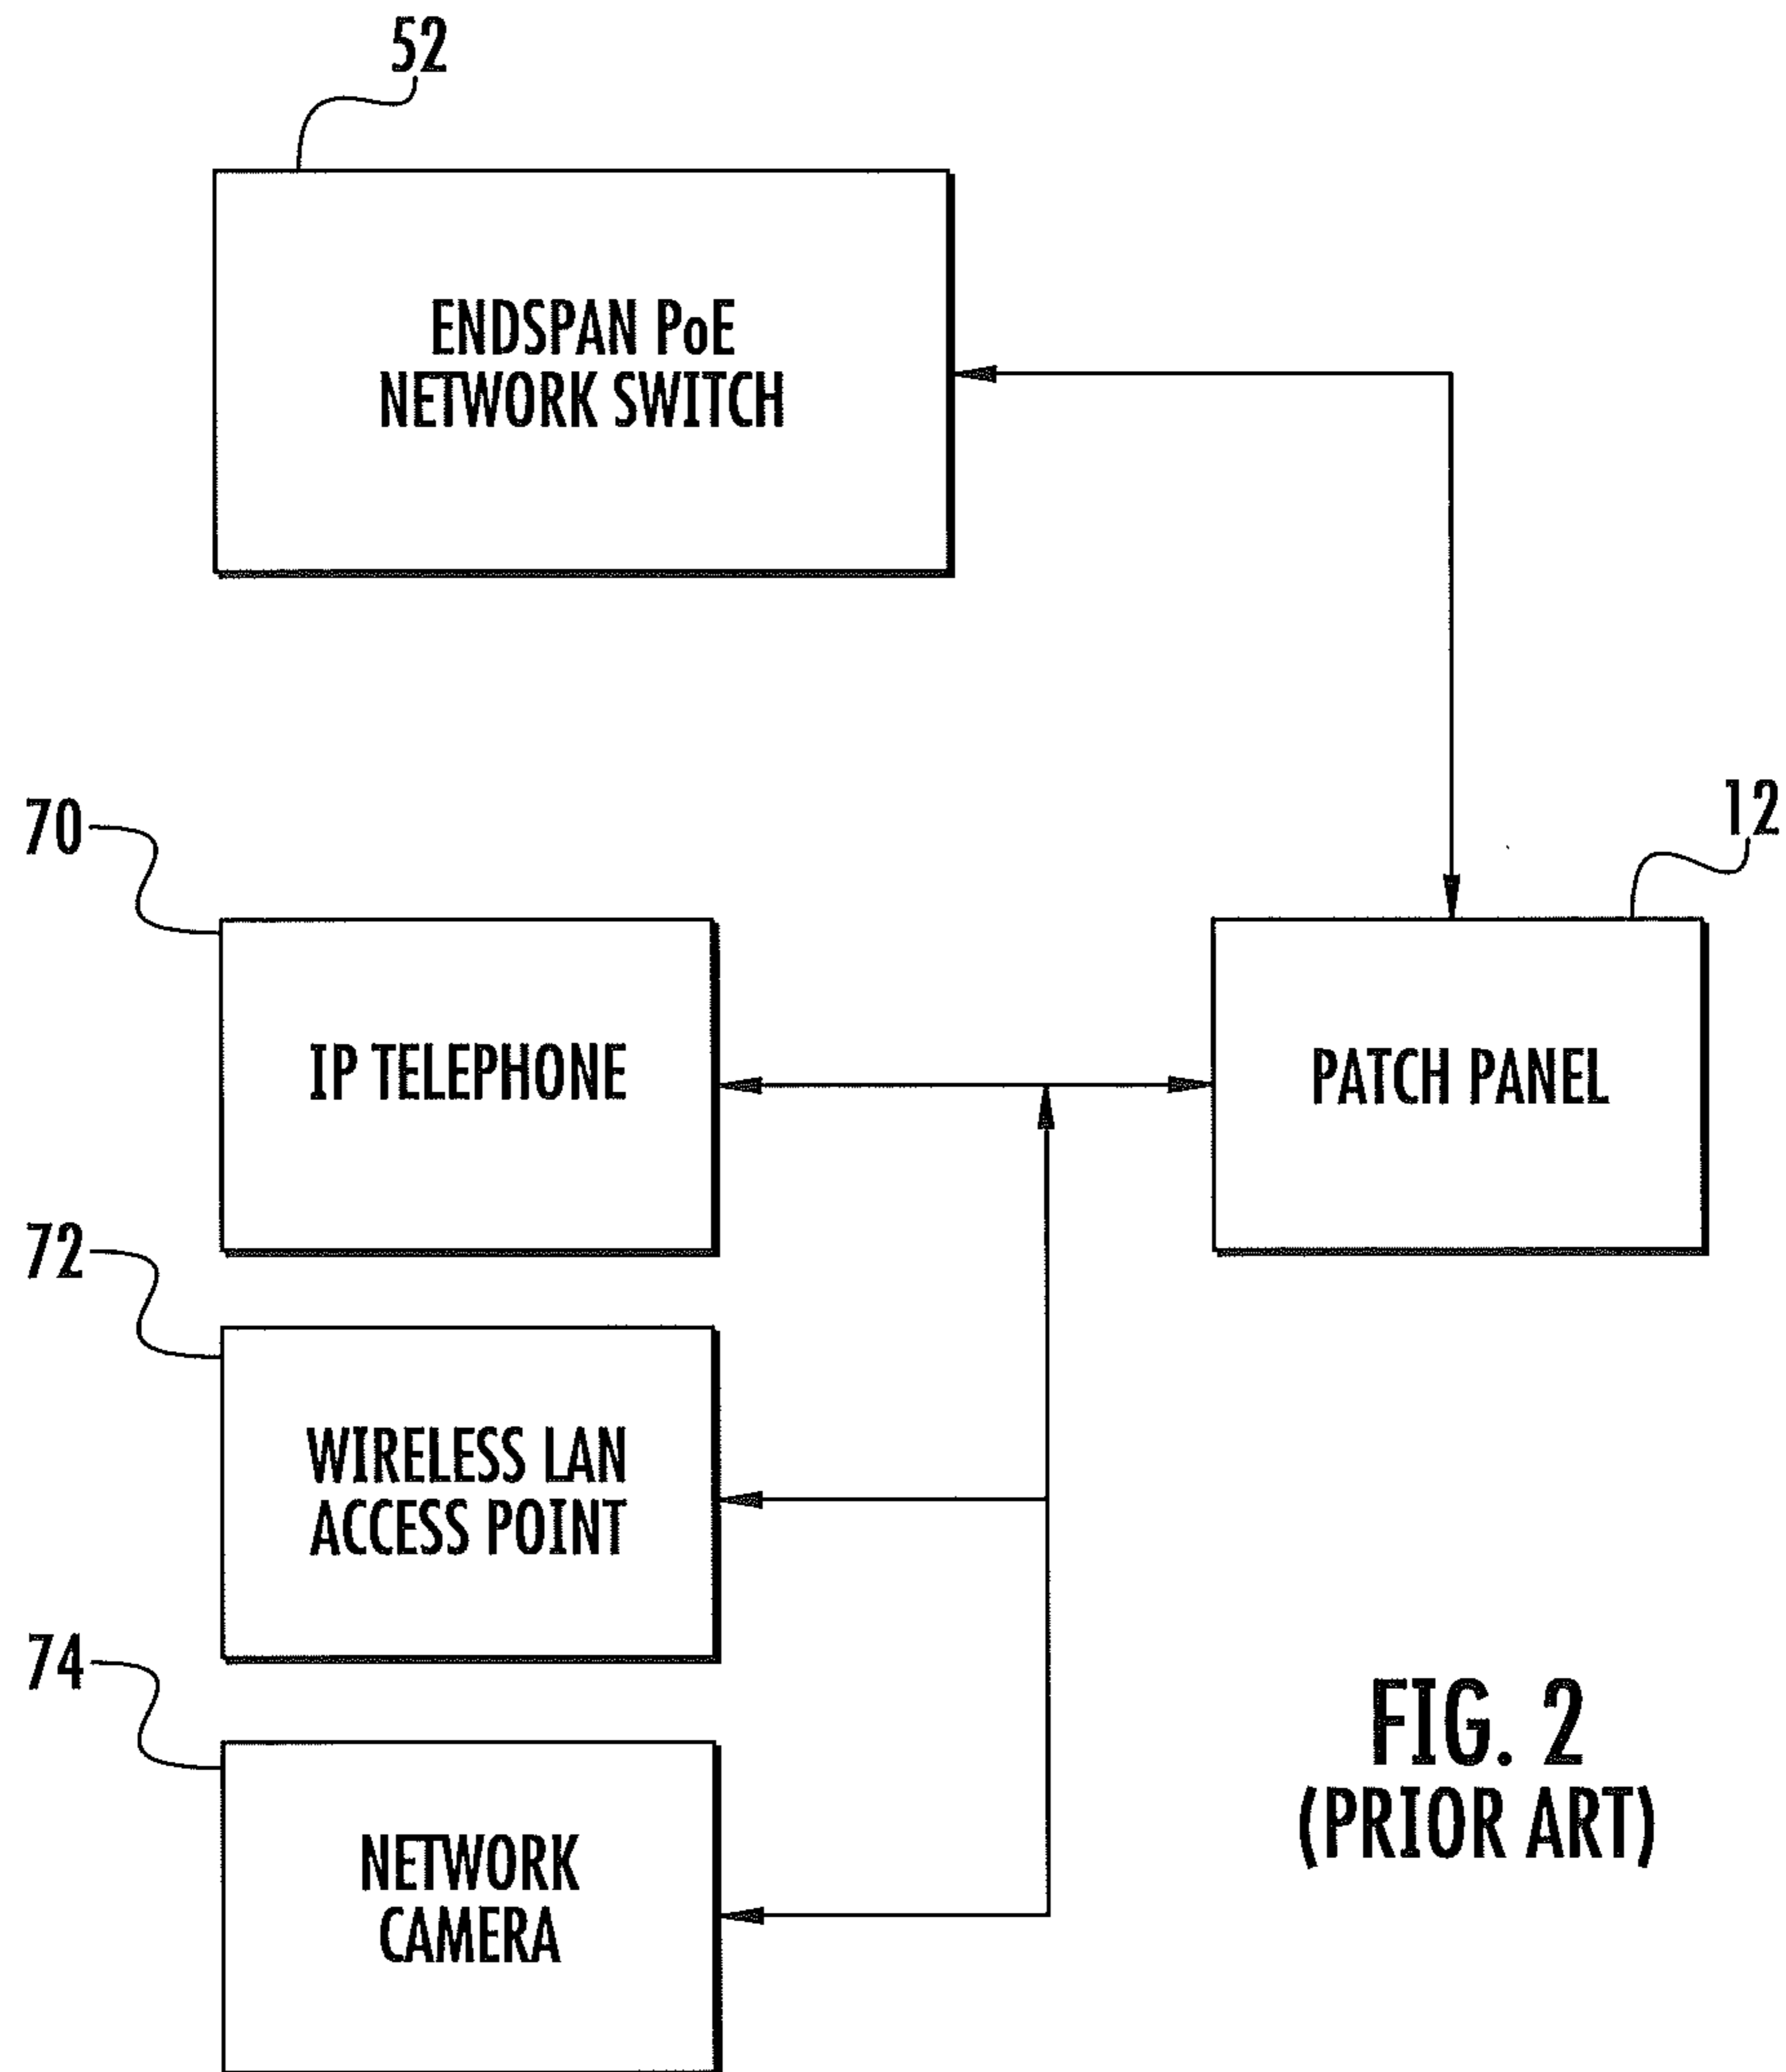 52
ENDSPAN PoE
NETWORK SWITCH
70
12
IP TELEPHONE
PATCH PANEL
72
WIRELESS LAN
ACCESS POINT
74
NETWORK
CAMERA
FIG. 2
(PRIOR ART)